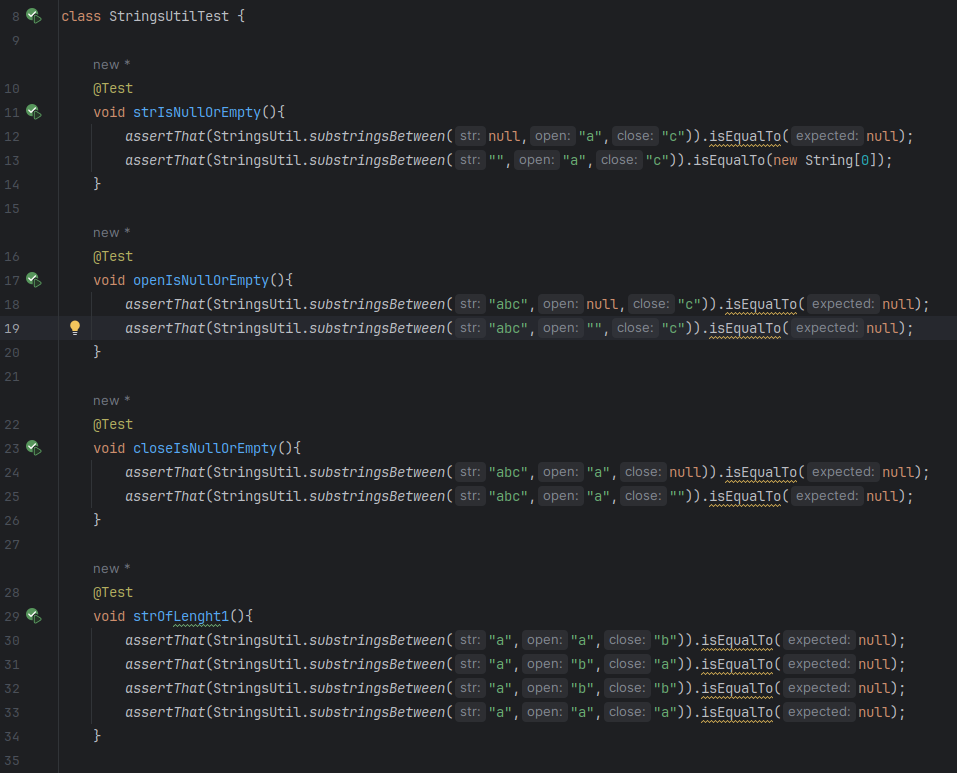 8 class StringsUtilTest {
9
new *
10 @Test
11 void strIsNullOrEmpty(){
12 assertThat(StringsUtil.substringsBetween( str: null, open: "a", close: "c")).isEqualTo( expected: null);
13 assertThat(StringsUtil.substringsBetween( str: "", open: "a", close: "c")).isEqualTo(new String[0]);
14 }
15
new *
16 @Test
17 void openIsNullOrEmpty(){
18 assertThat(StringsUtil.substringsBetween( str: "abc", open: null, close: "c")).isEqualTo( expected: null);
19 assertThat(StringsUtil.substringsBetween( str: "abc", open: "", close: "c")).isEqualTo( expected: null);
20 }
21
new *
22 @Test
23 void closeIsNullOrEmpty(){
24 assertThat(StringsUtil.substringsBetween( str: "abc", open: "a", close: null)).isEqualTo( expected: null);
25 assertThat(StringsUtil.substringsBetween( str: "abc", open: "a", close: "")).isEqualTo( expected: null);
26 }
27
new *
28 @Test
29 void strOfLenght1(){
30 assertThat(StringsUtil.substringsBetween( str: "a", open: "a", close: "b")).isEqualTo( expected: null);
31 assertThat(StringsUtil.substringsBetween( str: "a", open: "b", close: "a")).isEqualTo( expected: null);
32 assertThat(StringsUtil.substringsBetween( str: "a", open: "b", close: "b")).isEqualTo( expected: null);
33 assertThat(StringsUtil.substringsBetween( str: "a", open: "a", close: "a")).isEqualTo( expected: null);
34 }
35